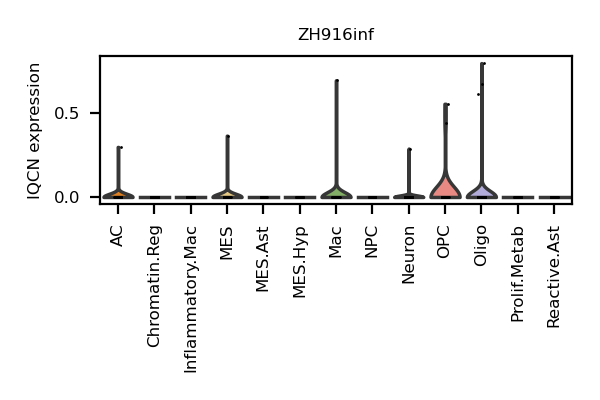 ZH916inf
IQCN expression
0.5
0.0
AC
Chromatin.Reg
Inflammatory.Mac
MES
MES.Ast
MES.Hyp
Mac
NPC
Neuron
OPC
Oligo
Prolif.Metab
Reactive.Ast